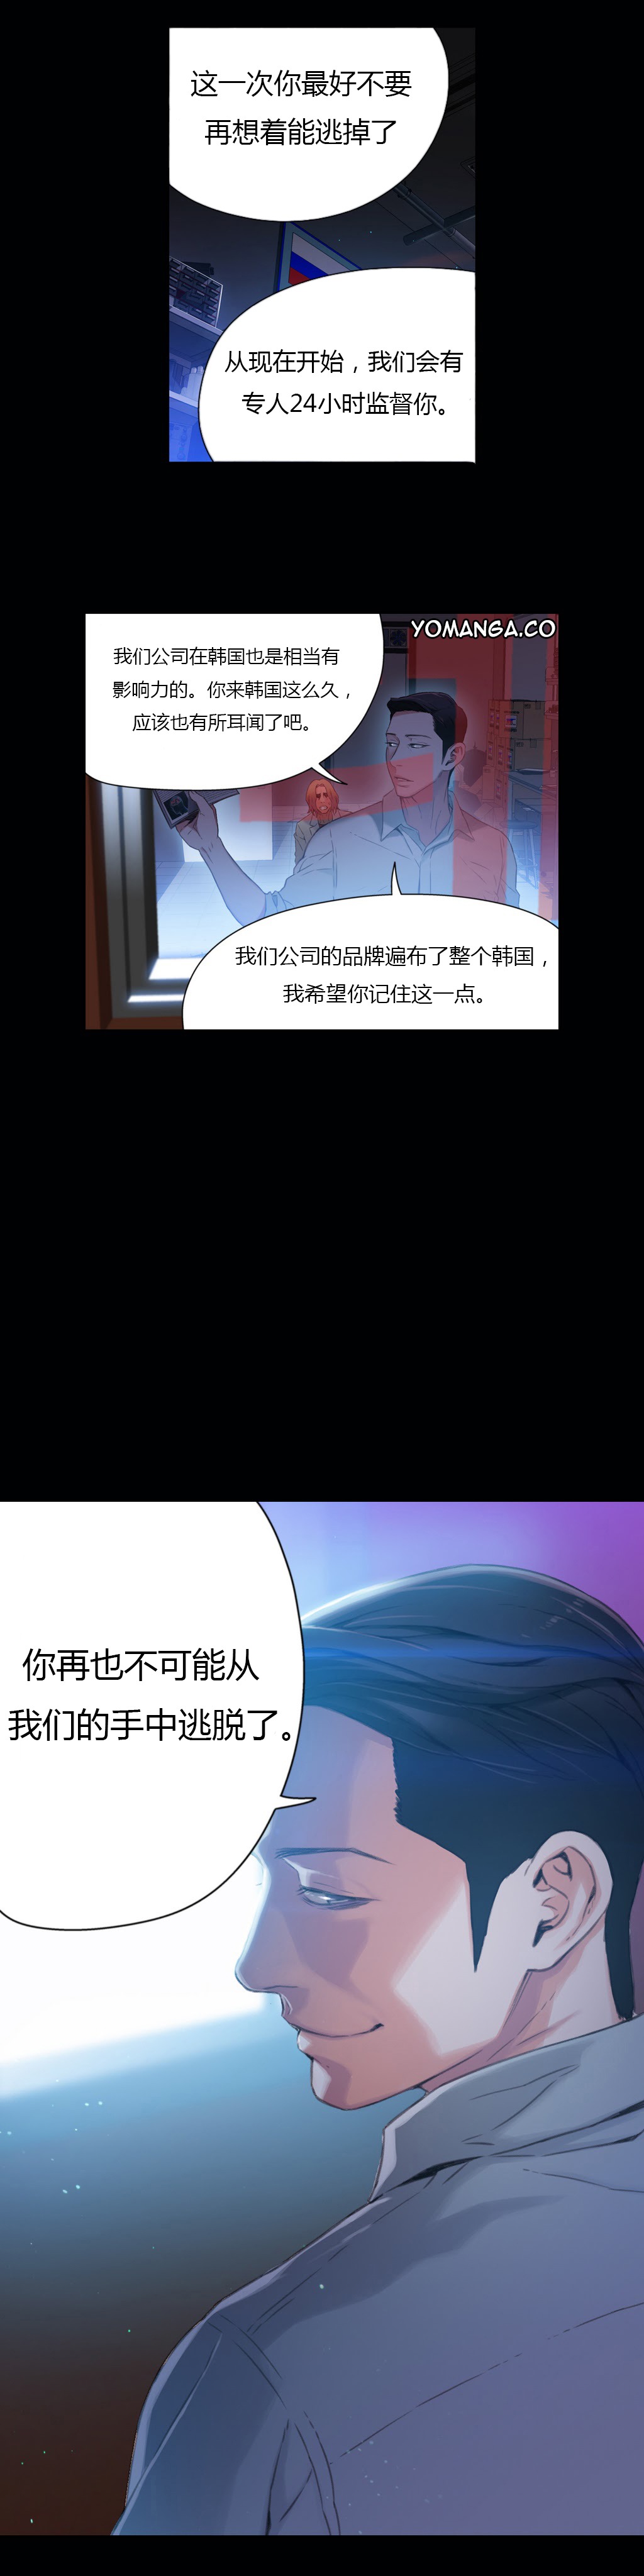 这一次你最好不要
再想着能逃掉了
从现在开始，我们会有
专人24小时监督你。
YOMANGA.CO
我们公司在韩国也是相当有
影响力的。你来韩国这么久，
应该也有所耳闻了吧。
我们公司的品牌遍布了整个韩国，
我希望你记住这一点。
你再也不可能从
我们的手中逃脱了。